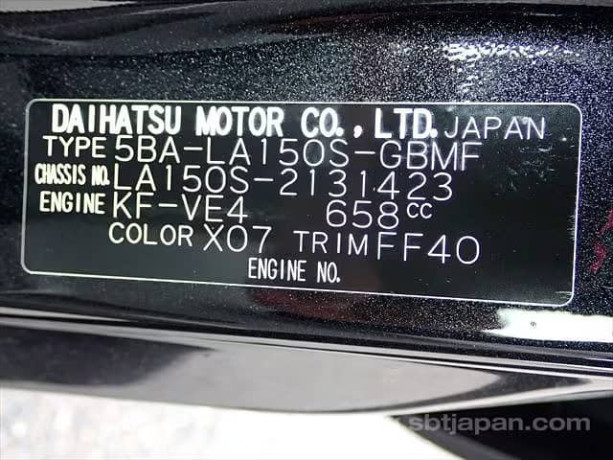 DAIHATSU MOTOR CO., LTD. JAPAN
TYPE 5BA-LA150S-GBMF
CHASSIS NO. LA150S-2131423
ENGINE KF-VE4 658cc
COLOR X07 TRIM FF40
ENGINE NO.
www.sbtjapan.com